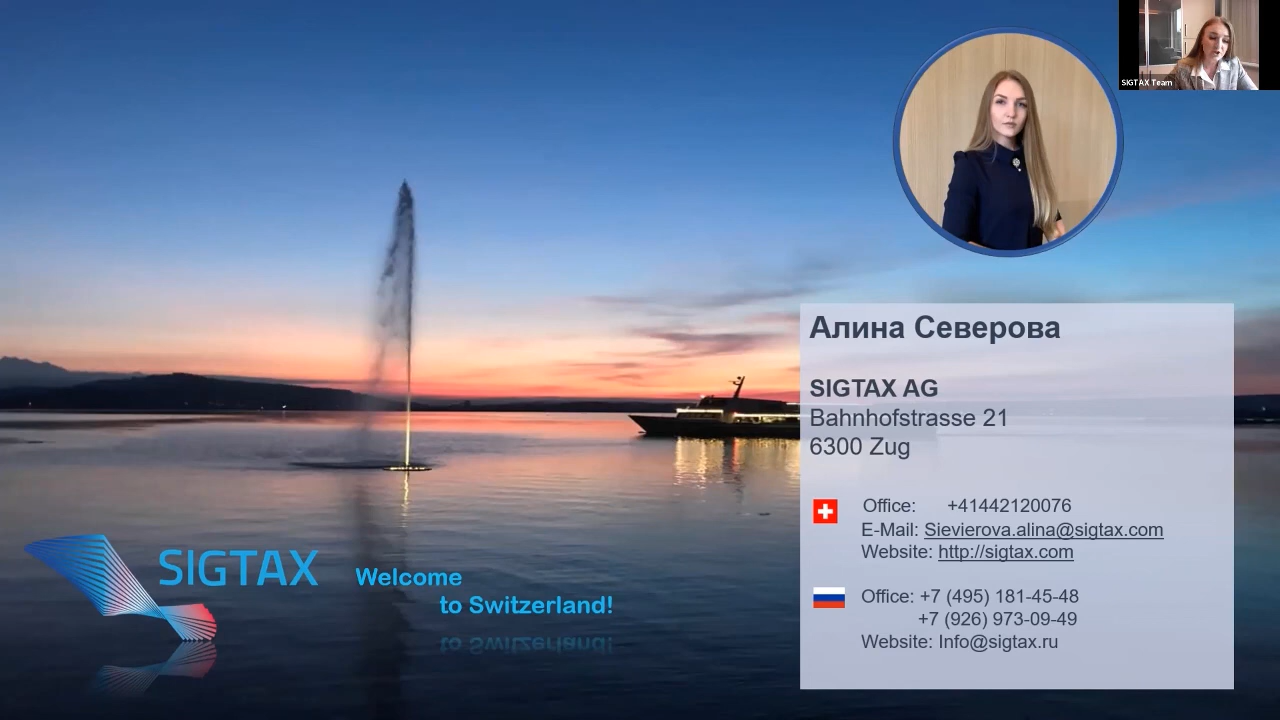 SIGTAX Team
Алина Северова
SIGTAX AG
Bahnhofstrasse 21
6300 Zug
Office: +41442120076
E-Mail: Sievierova.alina@sigtax.com
Website: http://sigtax.com
Office: +7 (495) 181-45-48
+7 (926) 973-09-49
Website: Info@sigtax.ru
SIGTAX
Welcome
to Switzerland!